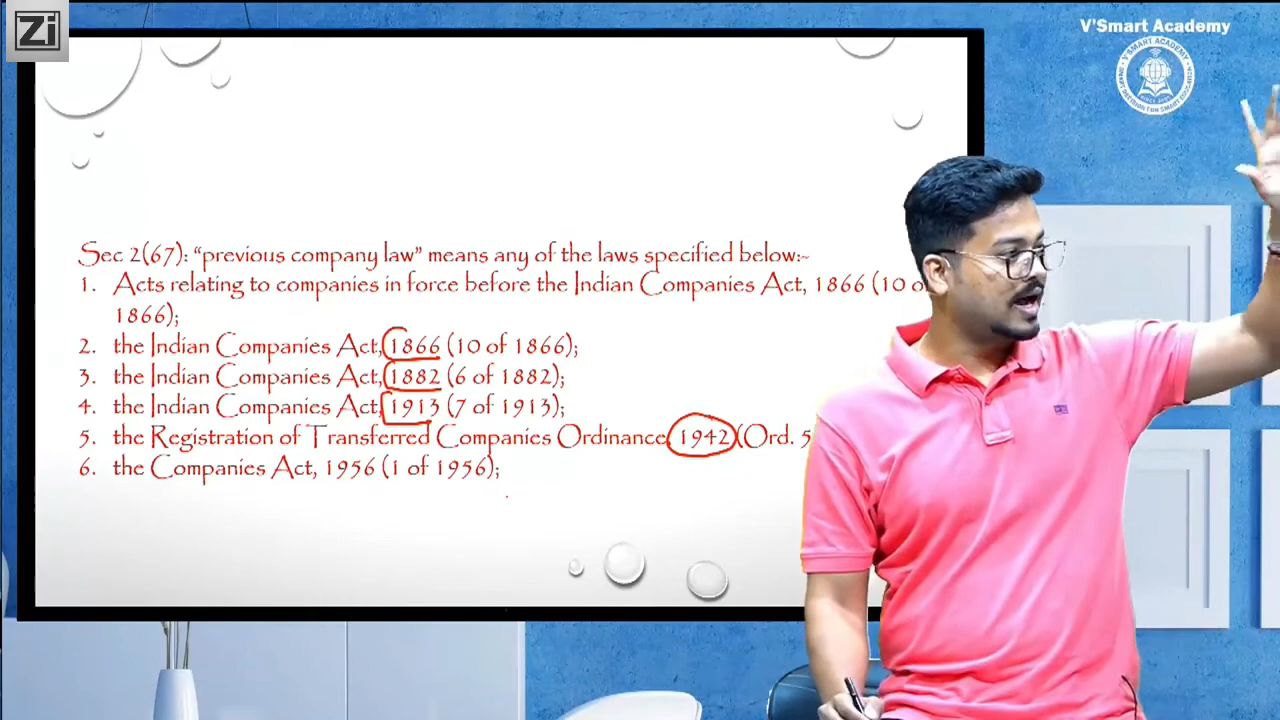 Zi
V'Smart Academy
Sec 2(67): “previous company law” means any of the laws specified below:-
1. Acts relating to companies in force before the Indian Companies Act, 1866 (10
1866);
2. the Indian Companies Act, 1866 (10 of 1866);
3. the Indian Companies Act, 1882 (6 of 1882);
4. the Indian Companies Act, 1913 (7 of 1913);
5. the Registration of Transferred Companies Ordinance, 1942 (Ord. 5
6. the Companies Act, 1956 (1 of 1956);